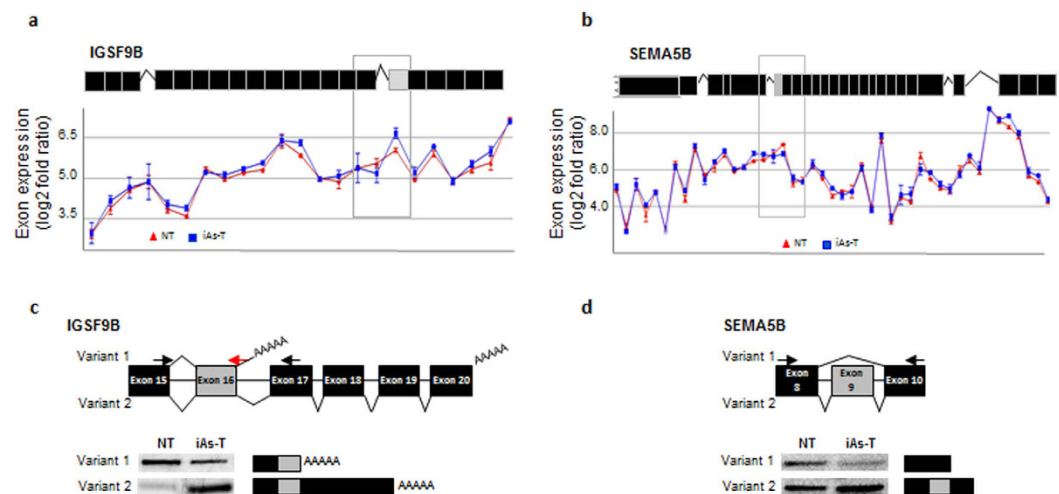 a
IGSF9B
Exon expression
(log2 fold ratio)
6.5
5.0
3.5
NT
iAs-T
b
SEMA5B
Exon expression
(log2 fold ratio)
8.0
6.0
4.0
NT
iAs-T
c
IGSF9B
Variant 1
AAAAA
AAAAA
Exon 15
Exon 16
Exon 17
Exon 18
Exon 19
Exon 20
Variant 2
NT
iAs-T
Variant 1
AAAAA
Variant 2
AAAAA
d
SEMA5B
Variant 1
Exon 8
Exon 9
Exon 10
Variant 2
NT
iAs-T
Variant 1
Variant 2